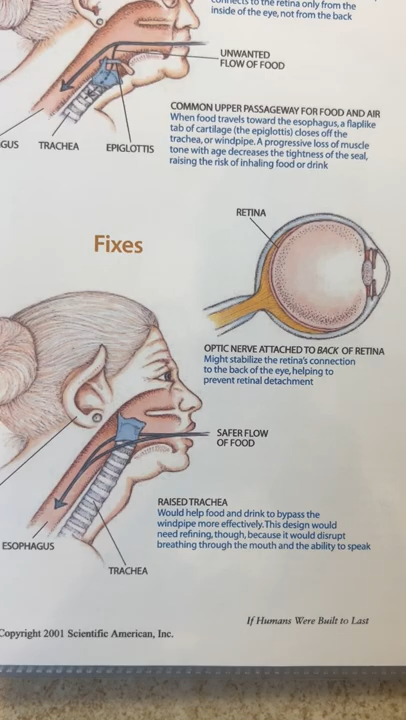 connects to the retina only from the
inside of the eye, not from the back
UNWANTED
FLOW OF FOOD
COMMON UPPER PASSAGEWAY FOR FOOD AND AIR
When food travels toward the esophagus, a flaplike
tab of cartilage (the epiglottis) closes off the
trachea, or windpipe. A progressive loss of muscle
tone with age decreases the tightness of the seal,
raising the risk of inhaling food or drink
GUS
TRACHEA
EPIGLOTTIS
RETINA
Fixes
OPTIC NERVE ATTACHED TO BACK OF RETINA
Might stabilize the retina's connection
to the back of the eye, helping to
prevent retinal detachment
SAFER FLOW
OF FOOD
RAISED TRACHEA
Would help food and drink to bypass the
windpipe more effectively. This design would
need refining, though, because it would disrupt
breathing through the mouth and the ability to speak
ESOPHAGUS
TRACHEA
If Humans Were Built to Last
Copyright 2001 Scientific American, Inc.